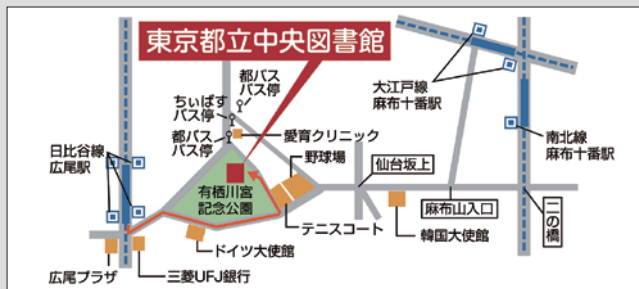 東京都立中央図書館
都バス
バス停
ちぃばす
バス停
都バス
バス停
愛育クリニック
大江戸線
麻布十番駅
日比谷線
広尾駅
野球場
仙台坂上
南北線
麻布十番駅
有栖川宮
記念公園
テニスコート
麻布山入口
二の橋
韓国大使館
ドイツ大使館
広尾プラザ
三菱UFJ銀行